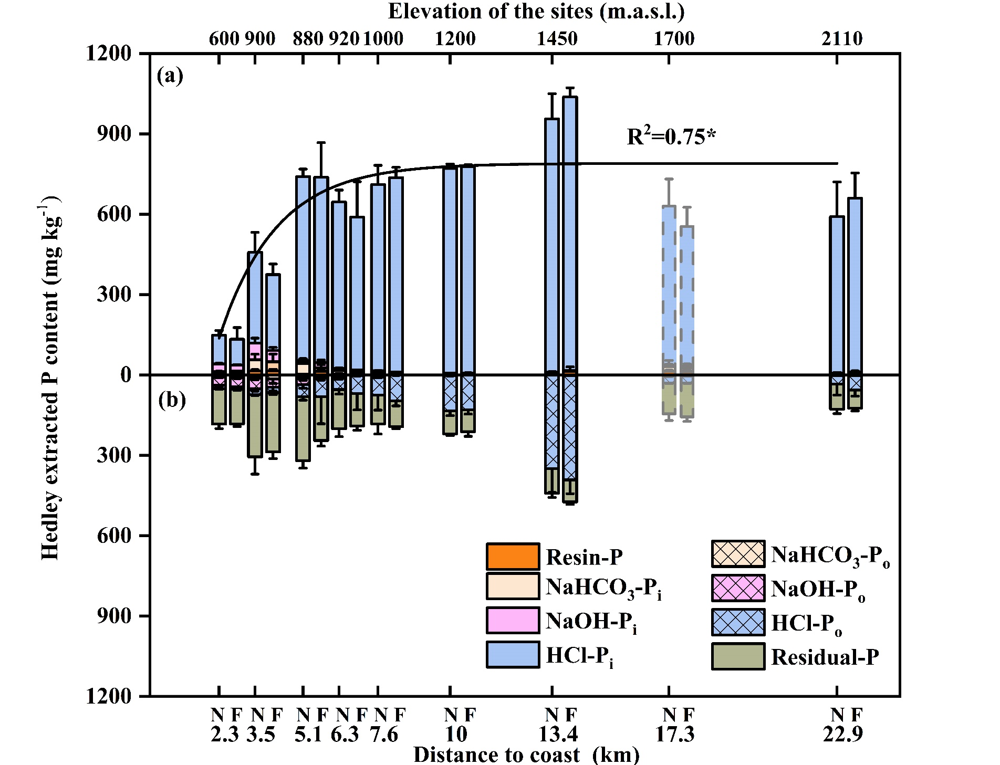 Elevation of the sites (m.a.s.l.)
600 900 880 920 1000 1200 1450 1700 2110
1200
(a)
900
R²=0.75*
600
300
0
(b)
300
600
900
1200
Hedley extracted P content (mg kg⁻¹)
Resin-P
NaHCO₃-Pᵢ
NaOH-Pᵢ
HCl-Pᵢ
NaHCO₃-Pₒ
NaOH-Pₒ
HCl-Pₒ
Residual-P
N F N F N F N F N F N F N F N F N F
2.3 3.5 5.1 6.3 7.6 10 13.4 17.3 22.9
Distance to coast (km)